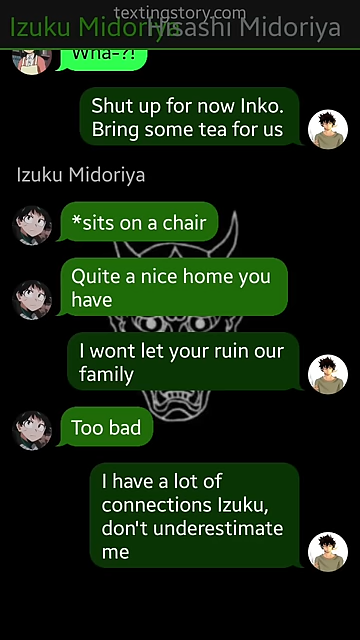 textingstory.com
Izuku Midoriya
Hisashi Midoriya
Wha-?!
Shut up for now Inko.
Bring some tea for us
Izuku Midoriya
*sits on a chair
Quite a nice home you
have
I wont let your ruin our
family
Too bad
I have a lot of
connections Izuku,
don't underestimate
me